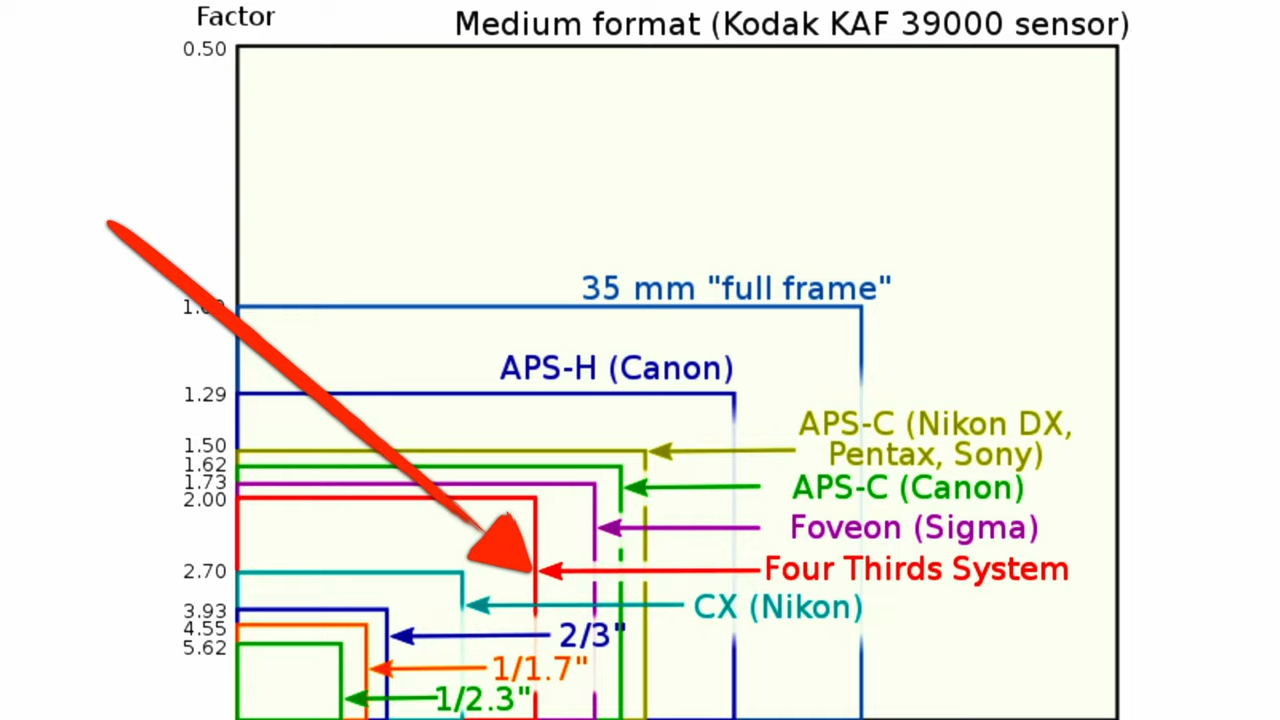 Factor
Medium format (Kodak KAF 39000 sensor)
0.50
35 mm "full frame"
APS-H (Canon)
1.29
APS-C (Nikon DX,
Pentax, Sony)
1.50
1.62
APS-C (Canon)
1.73
2.00
Foveon (Sigma)
Four Thirds System
2.70
CX (Nikon)
3.93
2/3"
4.55
5.62
1/1.7"
1/2.3"